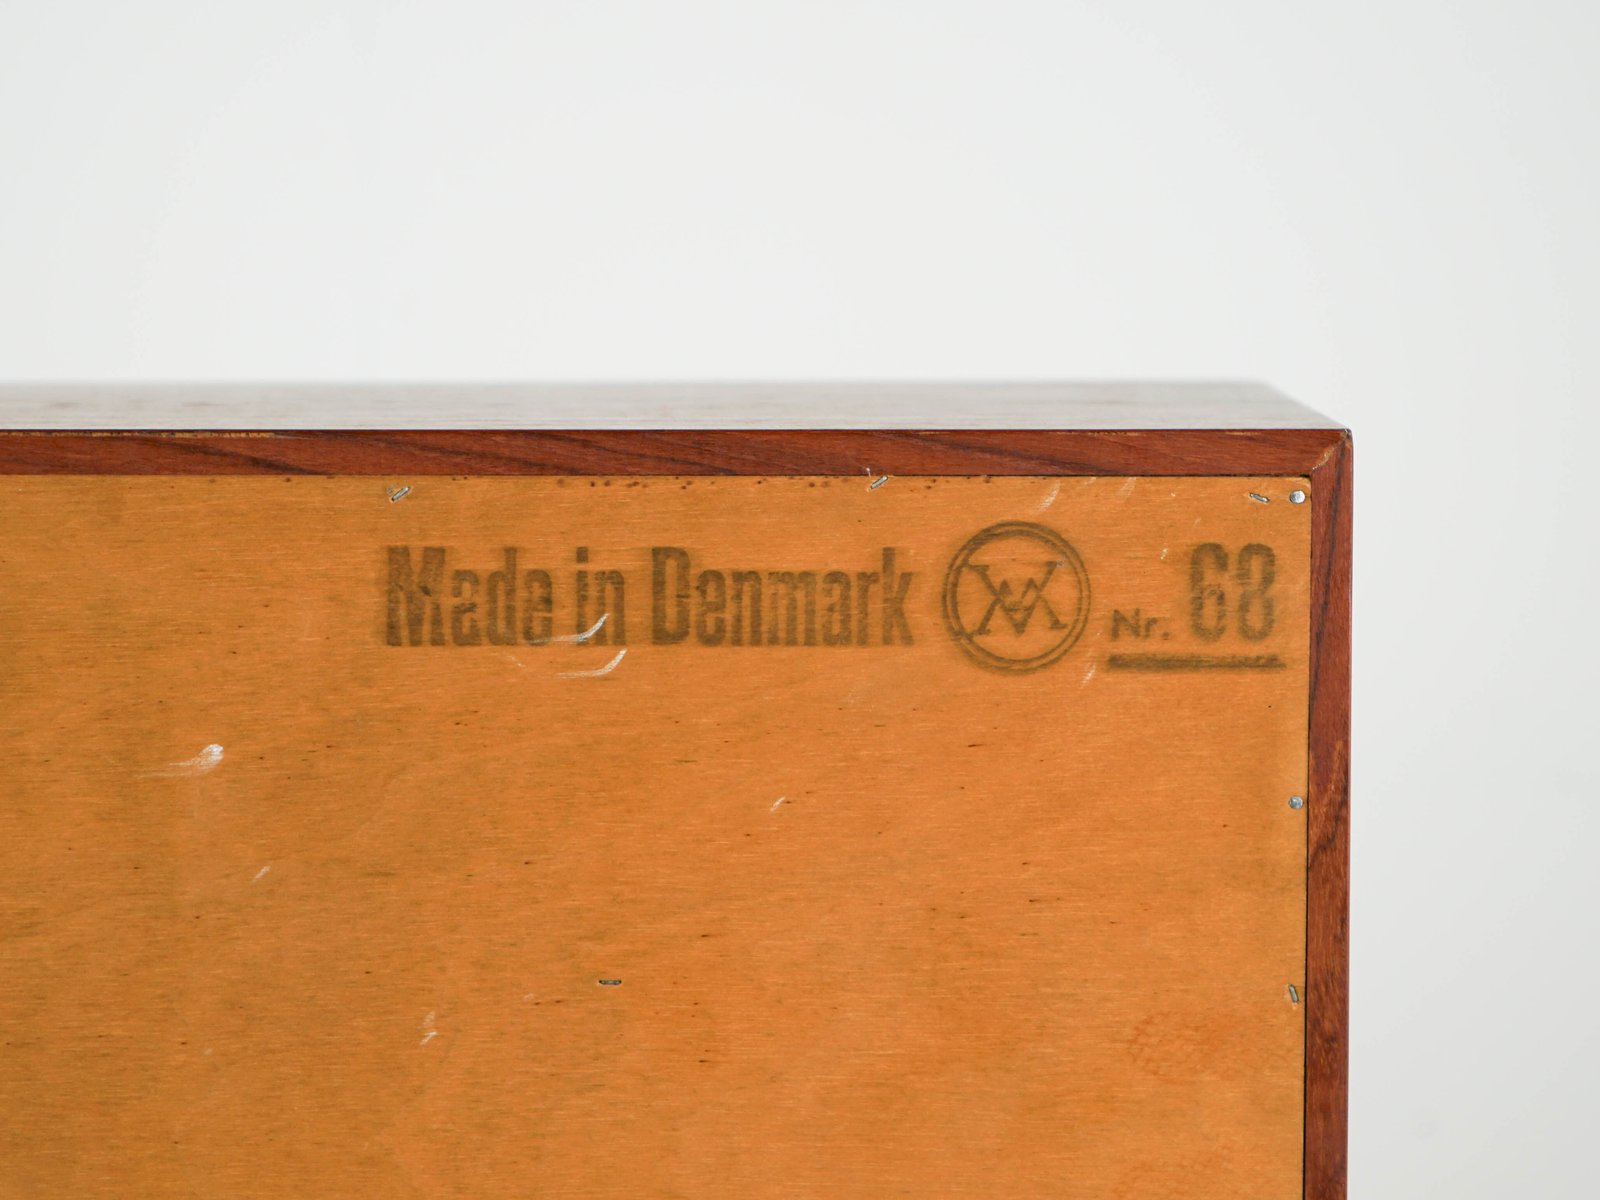 Made in Denmark Nr. 68